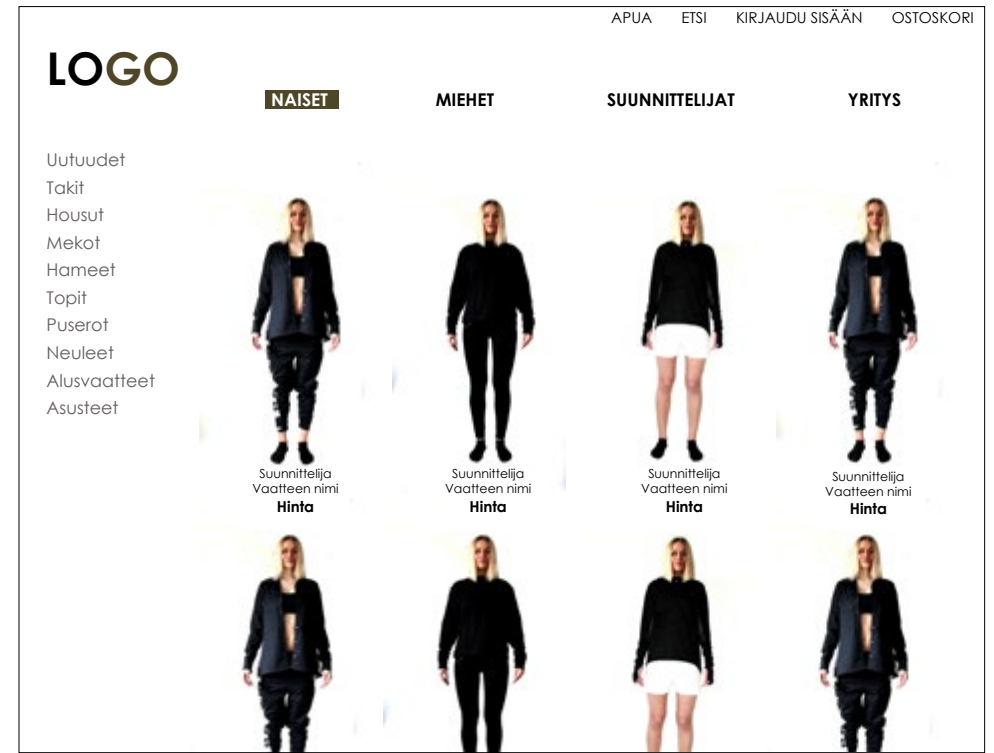 APUA ETSI KIRJAUDU SISÄÄN OSTOSKORI
LOGO
NAISET MIEHET SUUNNITTELIJAT YRITYS
Uutuudet
Takit
Housut
Mekot
Hameet
Topit
Puserot
Neuleet
Alusvaatteet
Asusteet
Suunnittelija
Vaatteen nimi
Hinta
Suunnittelija
Vaatteen nimi
Hinta
Suunnittelija
Vaatteen nimi
Hinta
Suunnittelija
Vaatteen nimi
Hinta